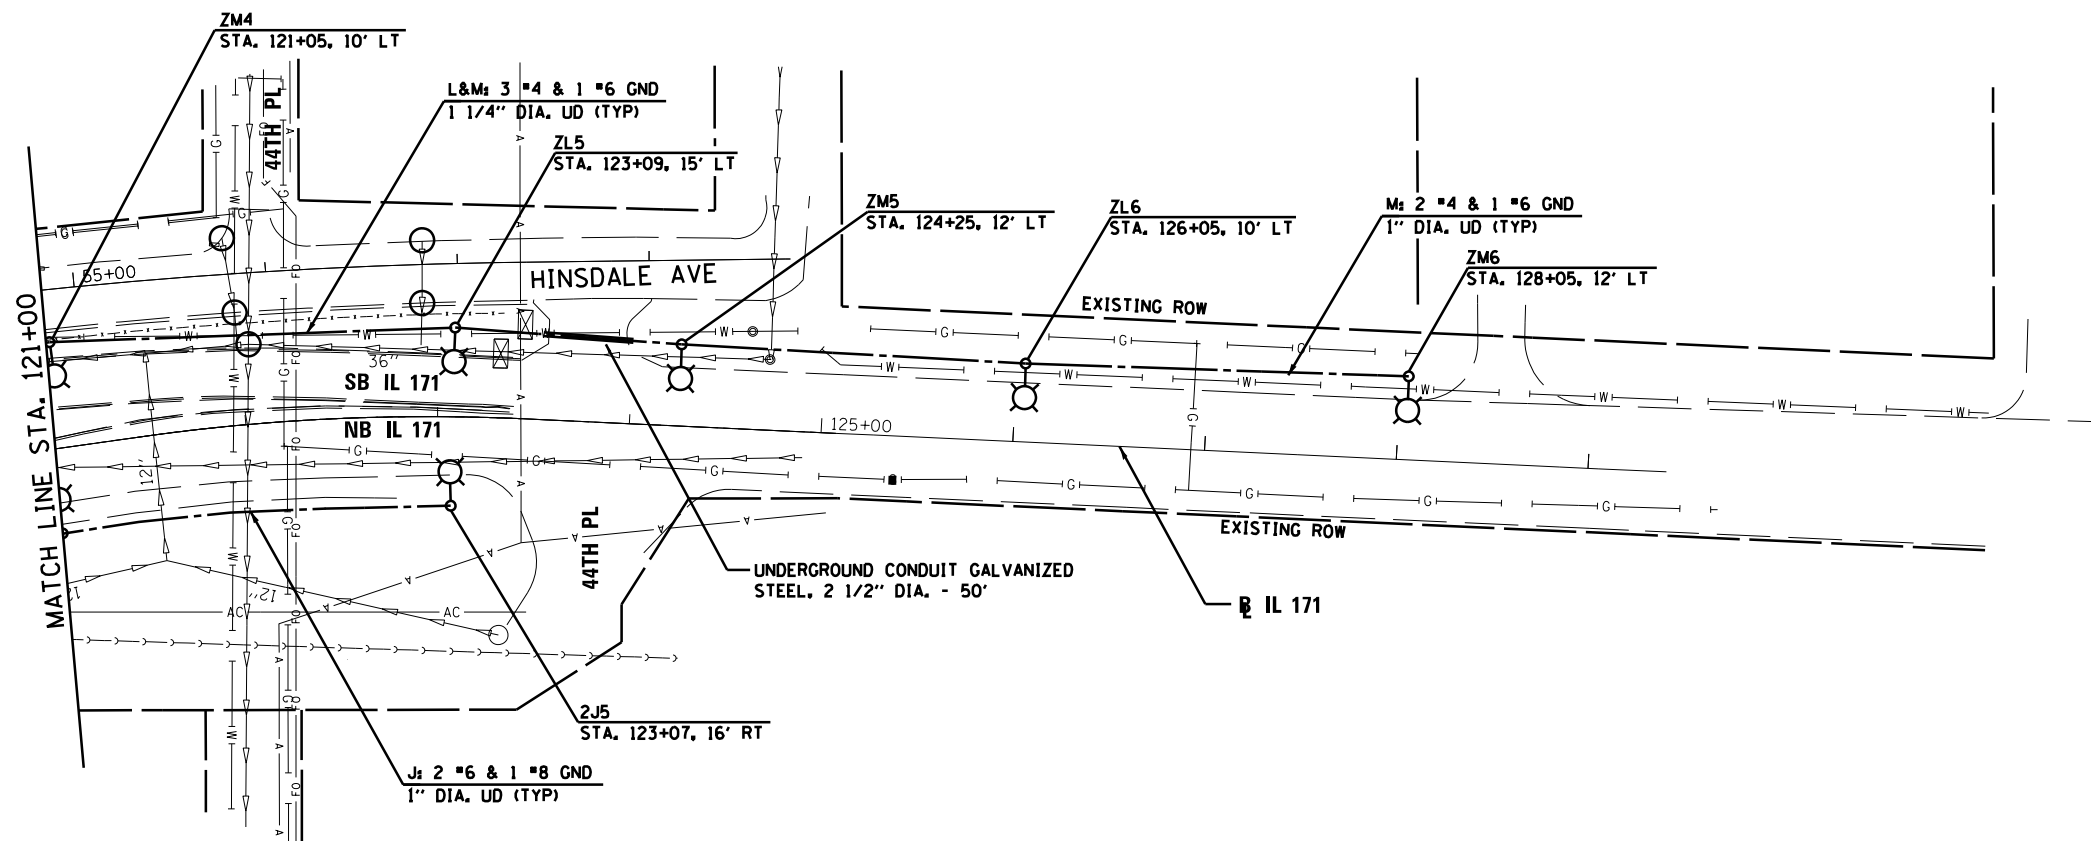 ZM4
STA. 121+05, 10' LT
L&M: 3 #4 & 1 #6 GND
1 1/4" DIA. UD (TYP)
ZL5
STA. 123+09, 15' LT
ZM5
STA. 124+25, 12' LT
ZL6
STA. 126+05, 10' LT
M: 2 #4 & 1 #6 GND
1" DIA. UD (TYP)
ZM6
STA. 128+05, 12' LT
44TH PL
55+00
HINSDALE AVE
EXISTING ROW
MATCH LINE STA. 121+00
36"
SB IL 171
NB IL 171
125+00
12"
EXISTING ROW
44TH PL
UNDERGROUND CONDUIT GALVANIZED
STEEL, 2 1/2" DIA. - 50'
BL IL 171
12"
AC
AC
2J5
STA. 123+07, 16' RT
J: 2 #6 & 1 #8 GND
1" DIA. UD (TYP)